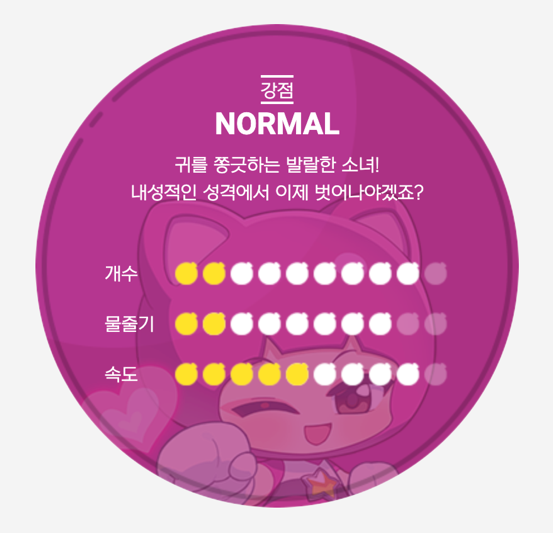 강점
NORMAL
귀를 쫑긋하는 발랄한 소녀!
내성적인 성격에서 이제 벗어나야겠죠?
개수
물줄기
속도